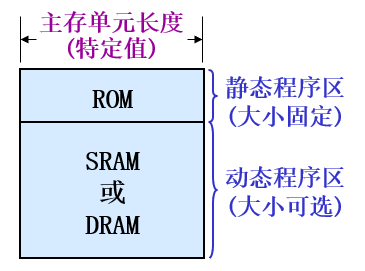 主存单元长度
(特定值)
ROM
静态程序区
(大小固定)
SRAM
或
DRAM
动态程序区
(大小可选)